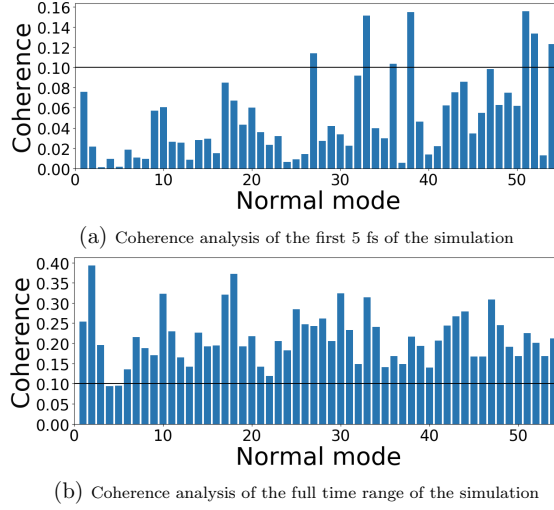 0.16
0.14
0.12
0.10
0.08
0.06
0.04
0.02
0.00
Coherence
0 10 20 30 40 50
Normal mode
(a) Coherence analysis of the first 5 fs of the simulation
0.40
0.35
0.30
0.25
0.20
0.15
0.10
0.05
0.00
Coherence
0 10 20 30 40 50
Normal mode
(b) Coherence analysis of the full time range of the simulation